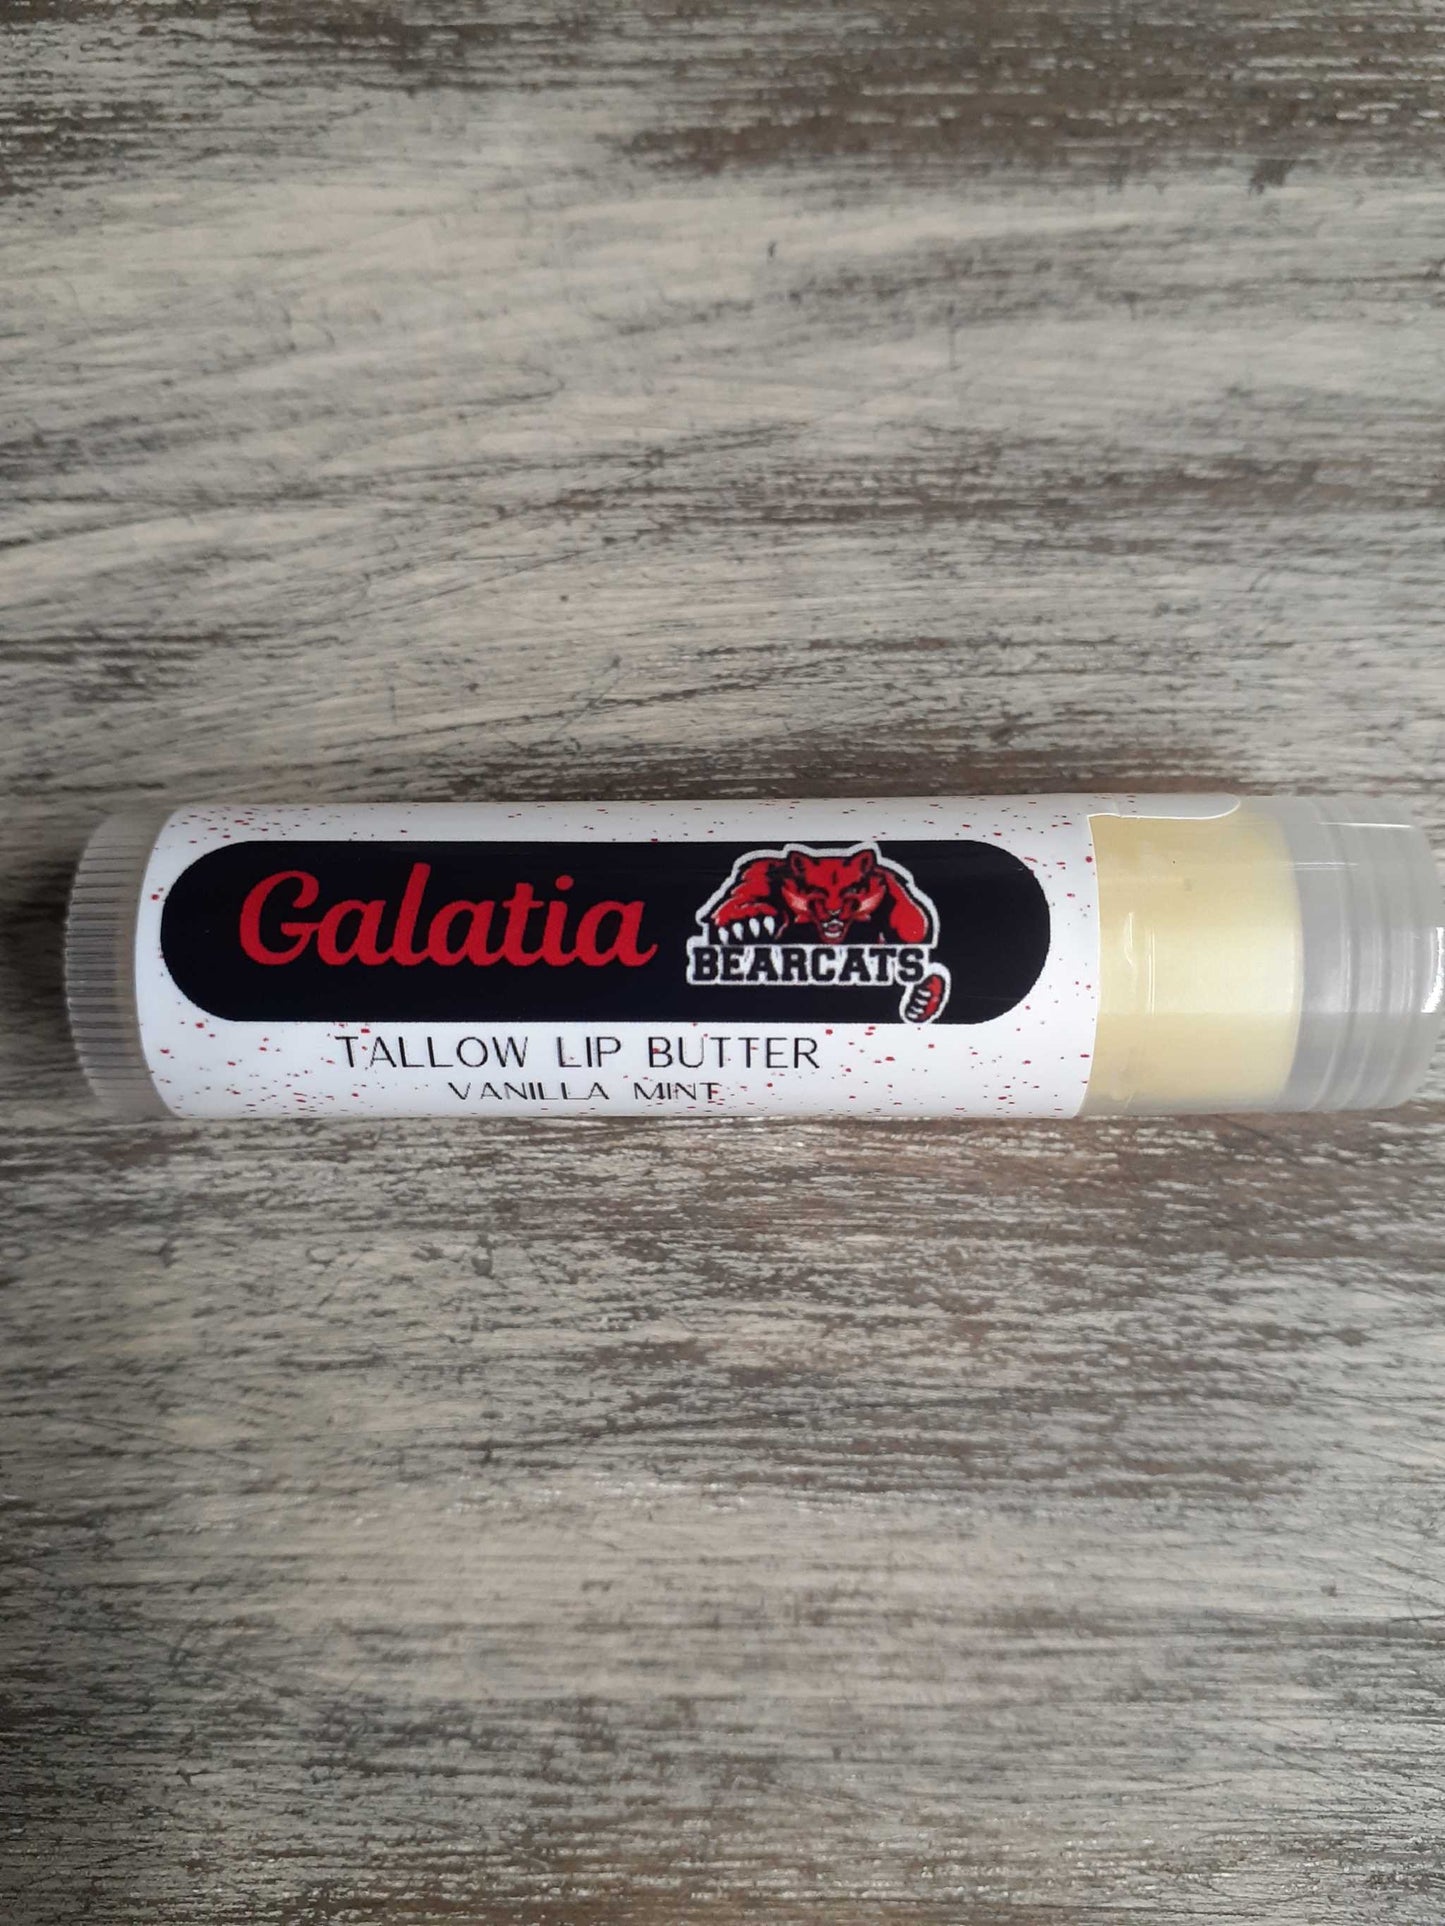 Galatia
BEARCATS
TALLOW LIP BUTTER
VANILLA MINT